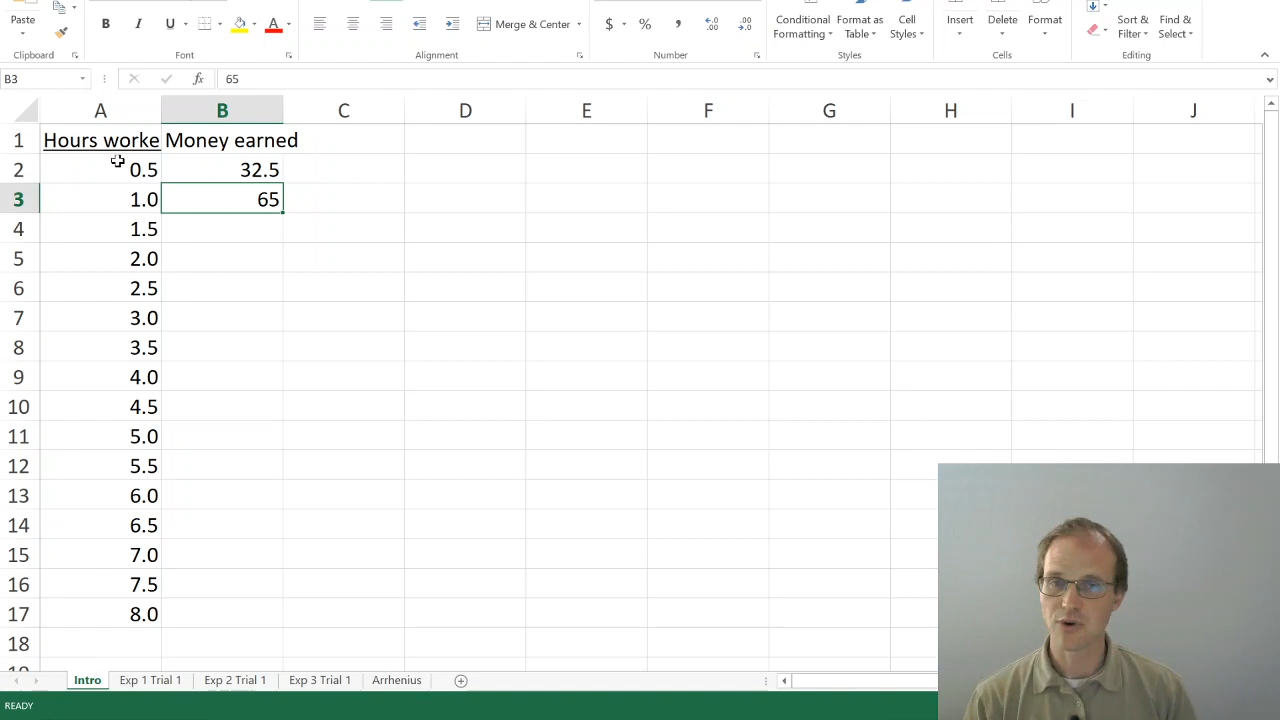 Paste
B I U
A
Merge & Center
$ %
Conditional
Formatting
Format as
Table
Cell
Styles
Insert
Delete
Format
Sort &
Filter
Find &
Select
Clipboard
Font
Alignment
Number
Styles
Cells
Editing
B3
fx
65
A B C D E F G H I J
1 Hours worke Money earned
2 0.5 32.5
3 1.0 65
4 1.5
5 2.0
6 2.5
7 3.0
8 3.5
9 4.0
10 4.5
11 5.0
12 5.5
13 6.0
14 6.5
15 7.0
16 7.5
17 8.0
18
Intro Exp 1 Trial 1 Exp 2 Trial 1 Exp 3 Trial 1 Arrhenius
READY